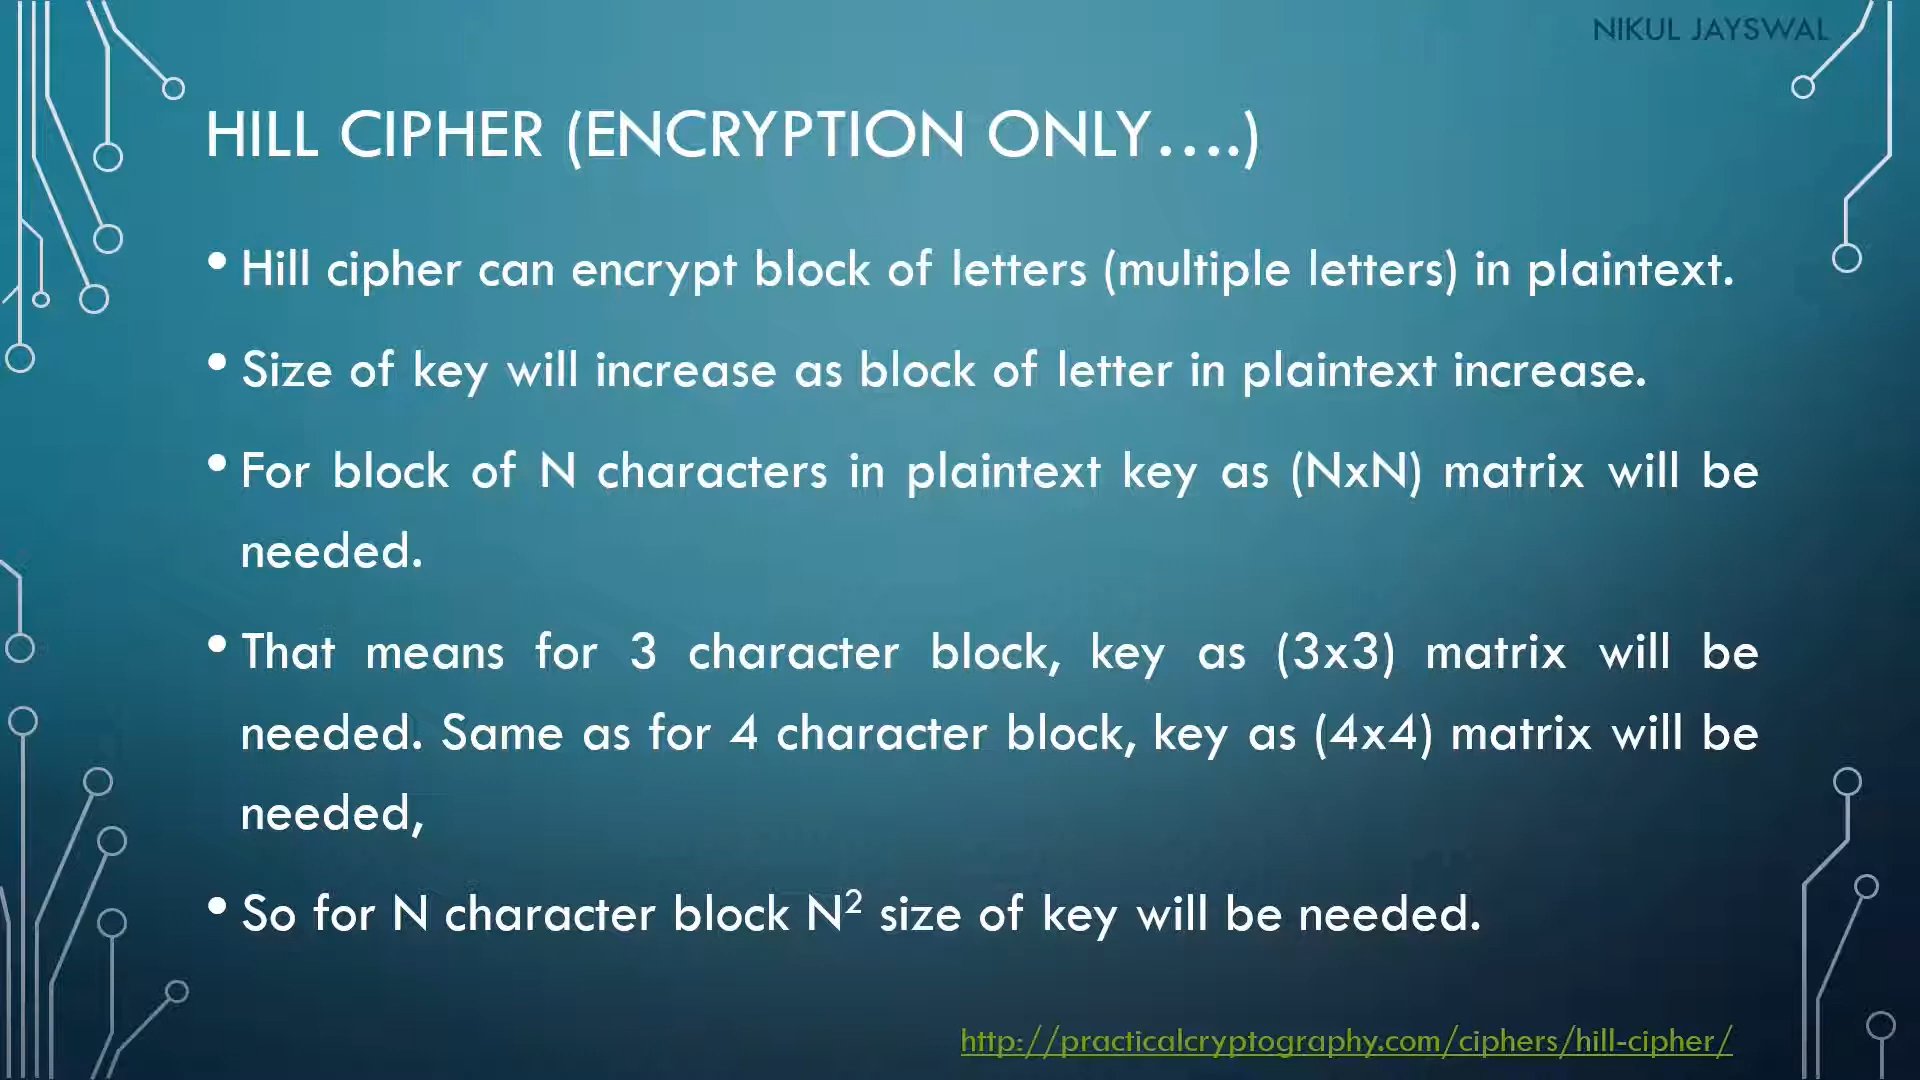 NIKUL JAYSWAL
HILL CIPHER (ENCRYPTION ONLY....)
• Hill cipher can encrypt block of letters (multiple letters) in plaintext.
• Size of key will increase as block of letter in plaintext increase.
• For block of N characters in plaintext key as (NxN) matrix will be
needed.
• That means for 3 character block, key as (3x3) matrix will be
needed. Same as for 4 character block, key as (4x4) matrix will be
needed,
• So for N character block N² size of key will be needed.
http://practicalcryptography.com/ciphers/hill-cipher/